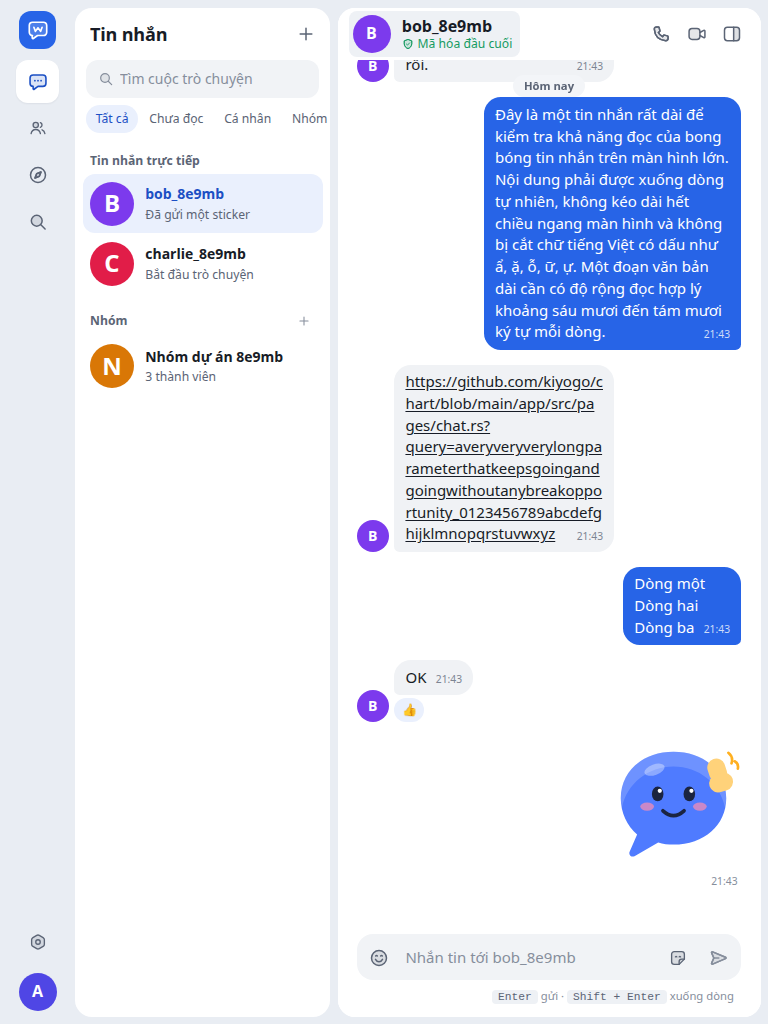 Tin nhắn
Tìm cuộc trò chuyện
Tất cả
Chưa đọc
Cá nhân
Nhóm
Tin nhắn trực tiếp
B
bob_8e9mb
Đã gửi một sticker
C
charlie_8e9mb
Bắt đầu trò chuyện
Nhóm
N
Nhóm dự án 8e9mb
3 thành viên
A
B
bob_8e9mb
Mã hóa đầu cuối
B
rồi.
21:43
Hôm nay
Đây là một tin nhắn rất dài để
kiểm tra khả năng đọc của bong
bóng tin nhắn trên màn hình lớn.
Nội dung phải được xuống dòng
tự nhiên, không kéo dài hết
chiều ngang màn hình và không
bị cắt chữ tiếng Việt có dấu như
ẩ, ặ, ỗ, ữ, ự. Một đoạn văn bản
dài cần có độ rộng đọc hợp lý
khoảng sáu mươi đến tám mươi
ký tự mỗi dòng. 21:43
https://github.com/kiyogo/c
hart/blob/main/app/src/pa
ges/chat.rs?
query=averyveryverylongpa
rameterthatkeepsgoingand
goingwithoutanybreakoppo
rtunity_0123456789abcdefg
hijklmnopqrstuvwxyz 21:43
B
Dòng một
Dòng hai
Dòng ba 21:43
OK 21:43
B
21:43
Nhắn tin tới bob_8e9mb
Enter gửi · Shift + Enter xuống dòng